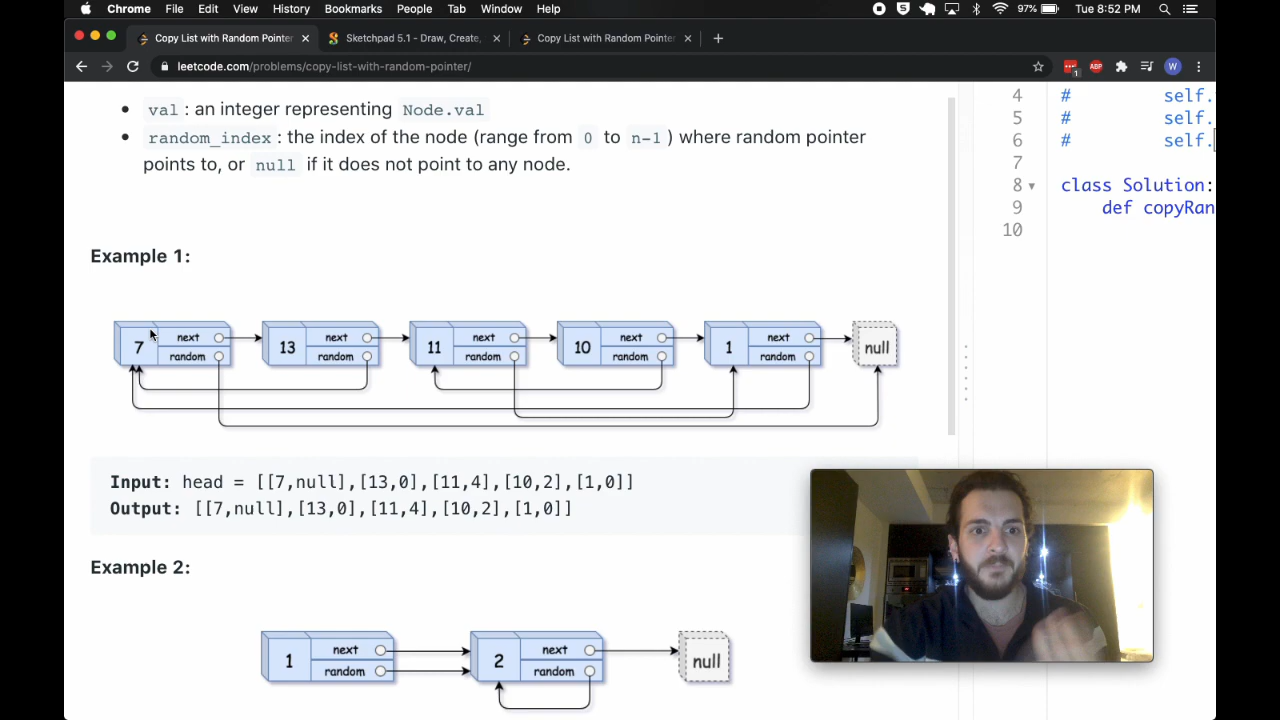 Chrome File Edit View History Bookmarks People Tab Window Help 97% Tue 8:52 PM
Copy List with Random Pointer × Sketchpad 5.1 - Draw, Create, × Copy List with Random Pointer × +
leetcode.com/problems/copy-list-with-random-pointer/ 1 ABP W
• val : an integer representing Node.val
• random_index : the index of the node (range from 0 to n-1 ) where random pointer
points to, or null if it does not point to any node.
Example 1:
7 next random 13 next random 11 next random 10 next random 1 next random null
Input: head = [[7,null],[13,0],[11,4],[10,2],[1,0]]
Output: [[7,null],[13,0],[11,4],[10,2],[1,0]]
Example 2:
1 next random 2 next random null
4 # self.
5 # self.
6 # self.
7
8 class Solution:
9 def copyRan
10